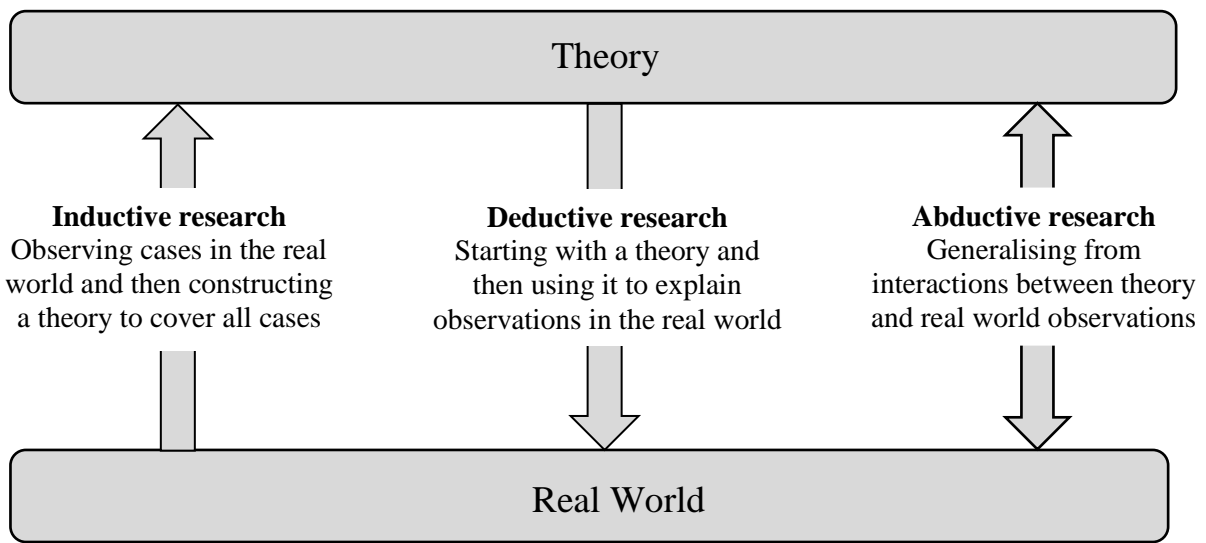 Theory
Inductive research
Observing cases in the real
world and then constructing
a theory to cover all cases
Deductive research
Starting with a theory and
then using it to explain
observations in the real world
Abductive research
Generalising from
interactions between theory
and real world observations
Real World